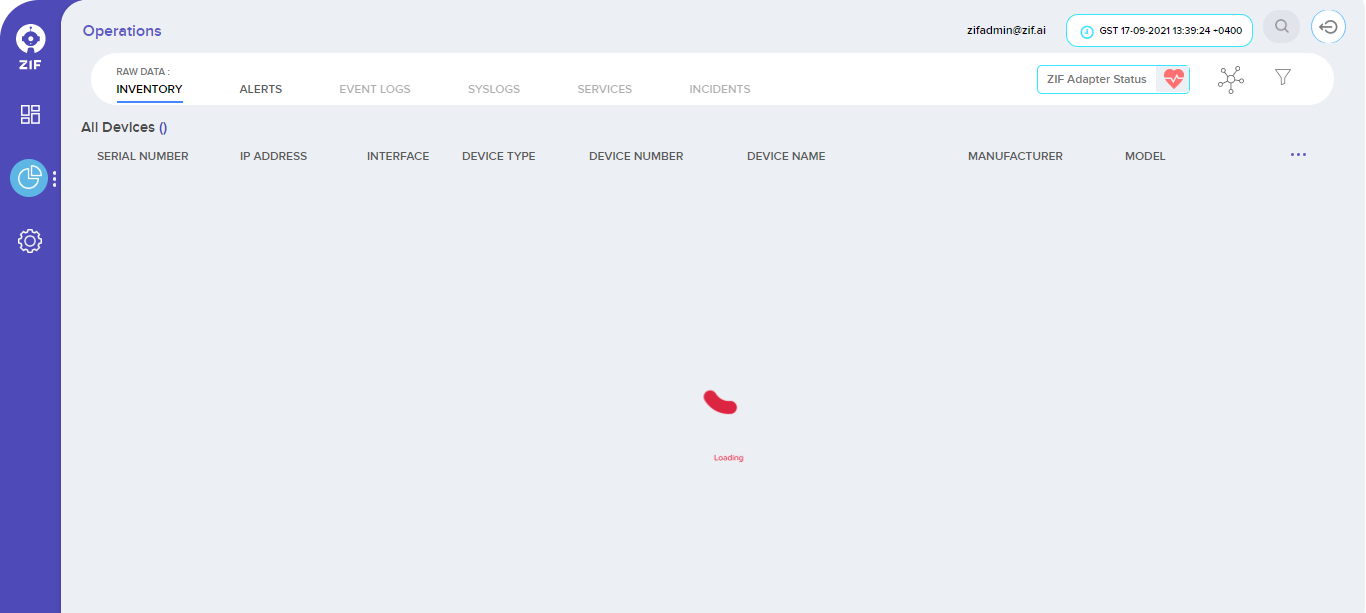 ZIF
Operations
zifadmin@zif.ai
GST 17-09-2021 13:39:24 +0400
RAW DATA :
INVENTORY ALERTS EVENT LOGS SYSLOGS SERVICES INCIDENTS
ZIF Adapter Status
All Devices ()
SERIAL NUMBER IP ADDRESS INTERFACE DEVICE TYPE DEVICE NUMBER DEVICE NAME MANUFACTURER MODEL
Loading